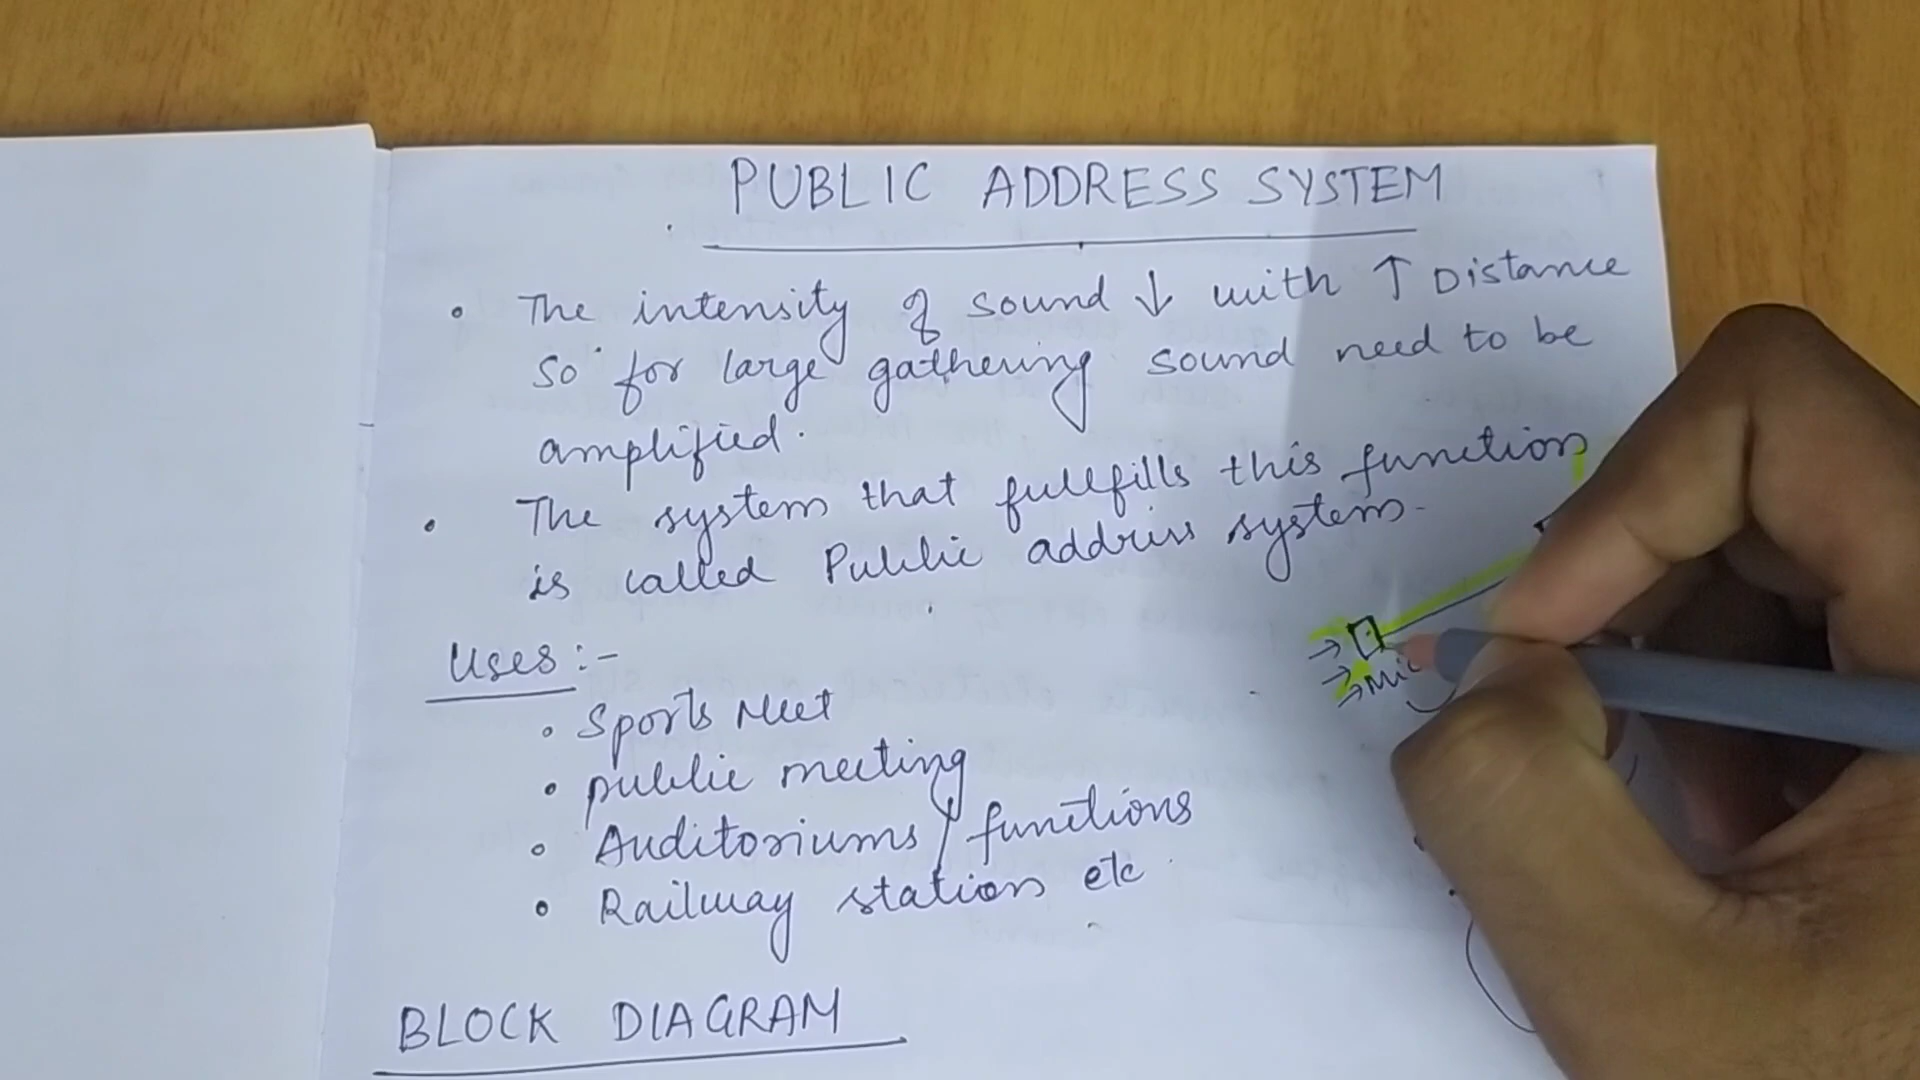 PUBLIC ADDRESS SYSTEM
• The intensity of sound ↓ with ↑ Distance
so for large gathering sound need to be
amplified.
• The system that fullfills this function
is called Public address system.
Uses :-
• Sports Meet
• public meeting
• Auditoriums / functions
• Railway station etc
Mic
BLOCK DIAGRAM